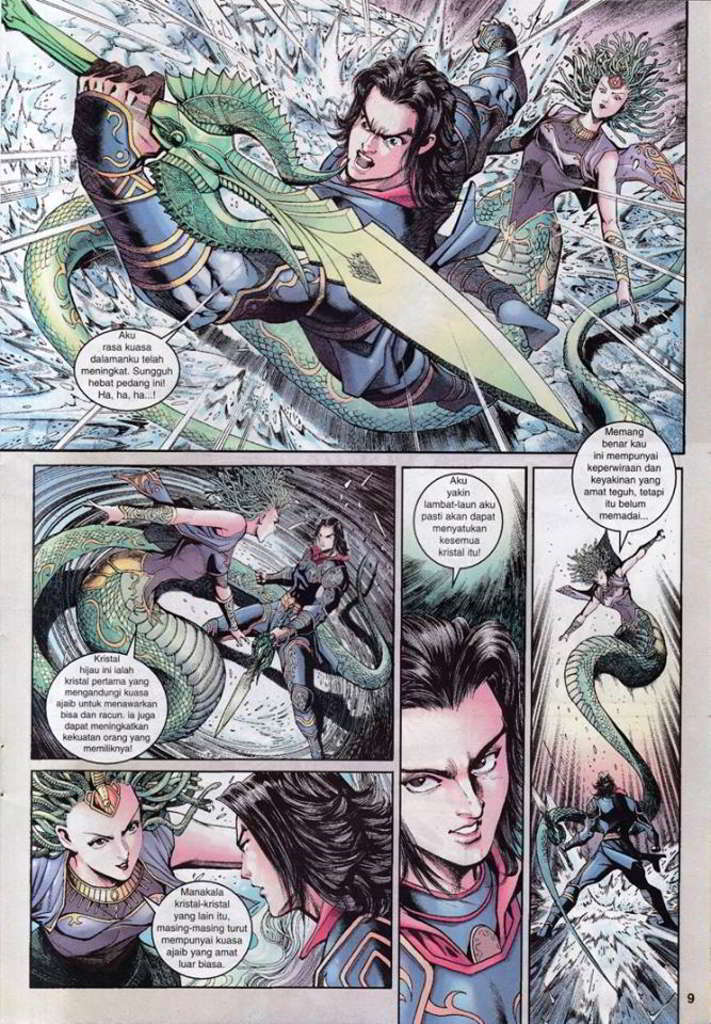 Aku
rasa kuasa
dalamanku telah
meningkat. Sungguh
hebat pedang ini!
Ha, ha, ha...!
Kristal
hijau ini ialah
kristal pertama yang
mengandungi kuasa
ajaib untuk menawarkan
bisa dan racun. ia juga
dapat meningkatkan
kekuatan orang yang
memiliknya!
Manakala
kristal-kristal
yang lain itu,
masing-masing turut
mempunyai kuasa
ajaib yang amat
luar biasa.
Aku
yakin
lambat-laun aku
pasti akan dapat
menyatukan
kesemua
kristal itu!
Memang
benar kau
ini mempunyai
keperwiraan dan
keyakinan yang
amat teguh, tetapi
itu belum
memadai...
9